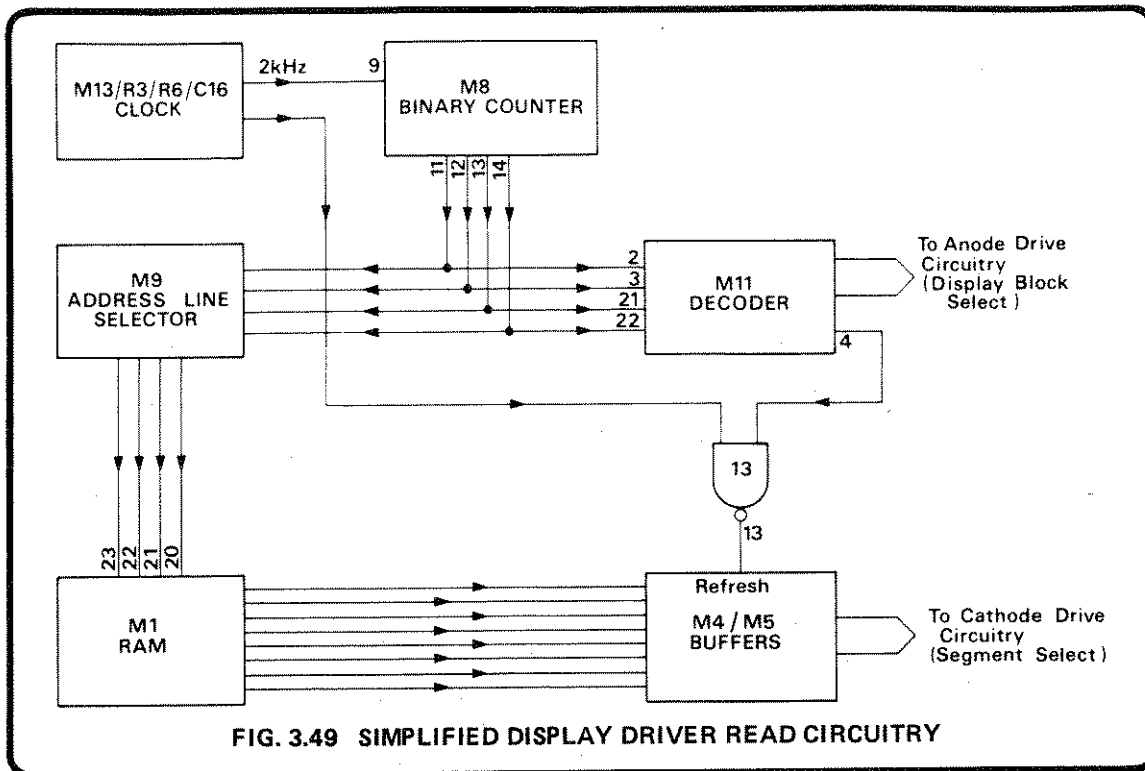 M13/R3/R6/C16
CLOCK
2kHz
9
M8
BINARY COUNTER
11
12
13
14
M9
ADDRESS LINE
SELECTOR
2
3
21
22
M11
DECODER
4
To Anode Drive
Circuitry
(Display Block
Select)
13
13
23
22
21
20
M1
RAM
Refresh
M4/M5
BUFFERS
To Cathode Drive
Circuitry
(Segment Select)
FIG. 3.49 SIMPLIFIED DISPLAY DRIVER READ CIRCUITRY